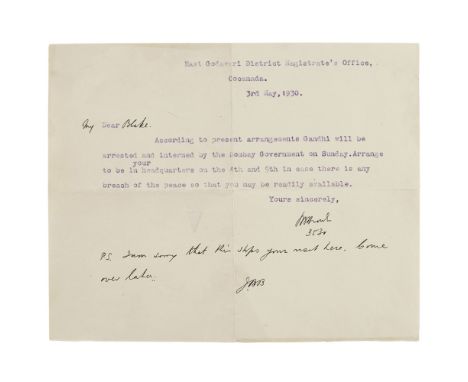 East Godavari District Magistrate's Office,
Cocanada.
3rd May, 1930.
My Dear Blake.
According to present arrangements Gandhi will be
arrested and interned by the Bombay Government on Sunday. Arrange
your
to be in headquarters on the 4th and 5th in case there is any
breach of the peace so that you may be readily available.
Yours sincerely,
P.S. I am sorry that this stops your visit here. Come
over later.